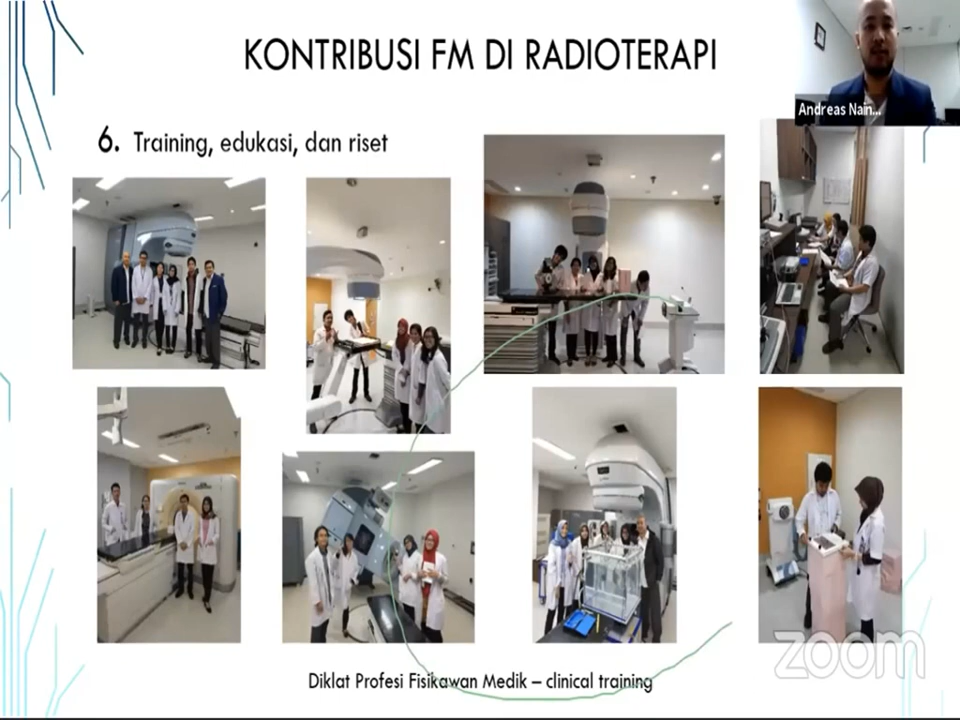 KONTRIBUSI FM DI RADIOTERAPI
Andreas Nain...
6. Training, edukasi, dan riset
Diklat Profesi Fisikawan Medik – clinical training
zoom